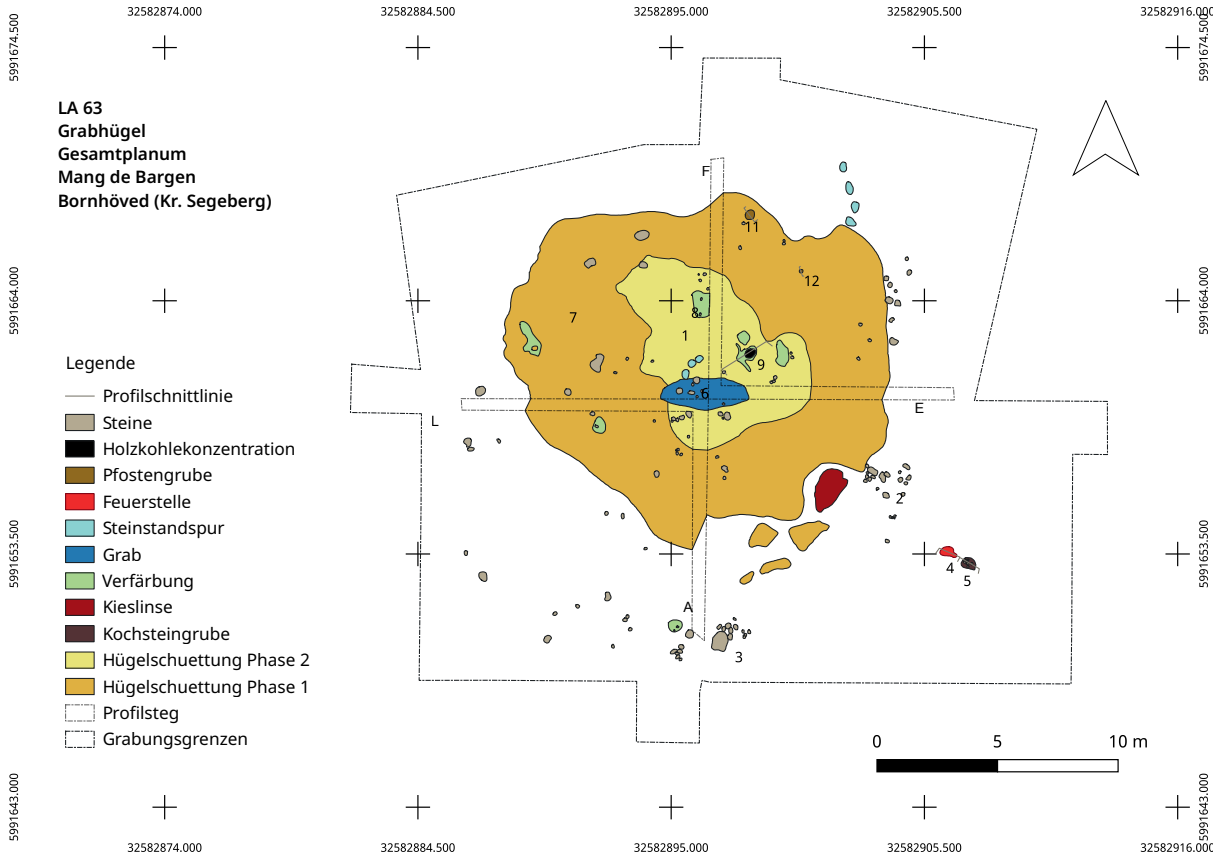 32582874.000
32582884.500
32582895.000
32582905.500
32582916.000
5991674.500
5991674.500
LA 63
Grabhügel
Gesamtplanum
Mang de Bargen
Bornhöved (Kr. Segeberg)
F
11
12
5991664.000
5991664.000
7
8
1
9
6
L
E
Legende
Profilschnittlinie
Steine
Holzkohlekonzentration
Pfostengrube
Feuerstelle
Steinstandspur
Grab
Verfärbung
Kieslinse
Kochsteingrube
Hügelschuettung Phase 2
Hügelschuettung Phase 1
Profilsteg
Grabungsgrenzen
2
5991653.500
5991653.500
4
5
A
3
0
5
10 m
5991643.000
5991643.000
32582874.000
32582884.500
32582895.000
32582905.500
32582916.000